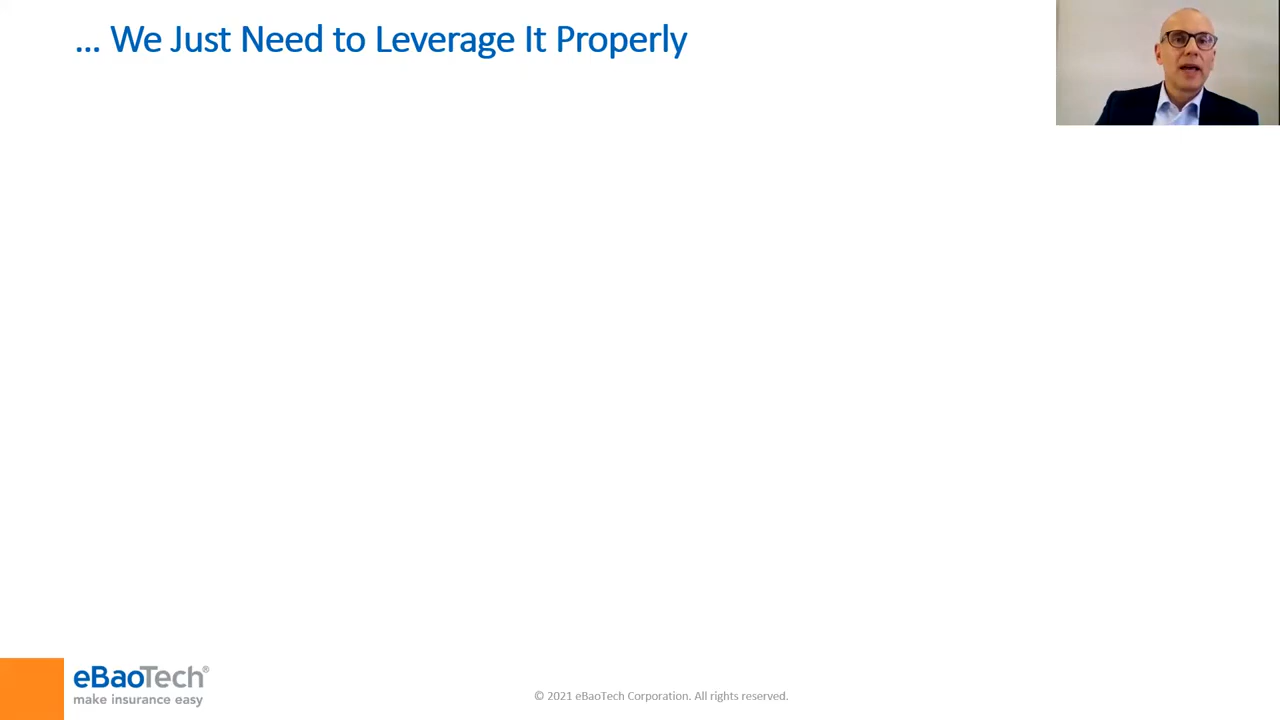 ... We Just Need to Leverage It Properly
eBaoTech®
make insurance easy
© 2021 eBaoTech Corporation. All rights reserved.